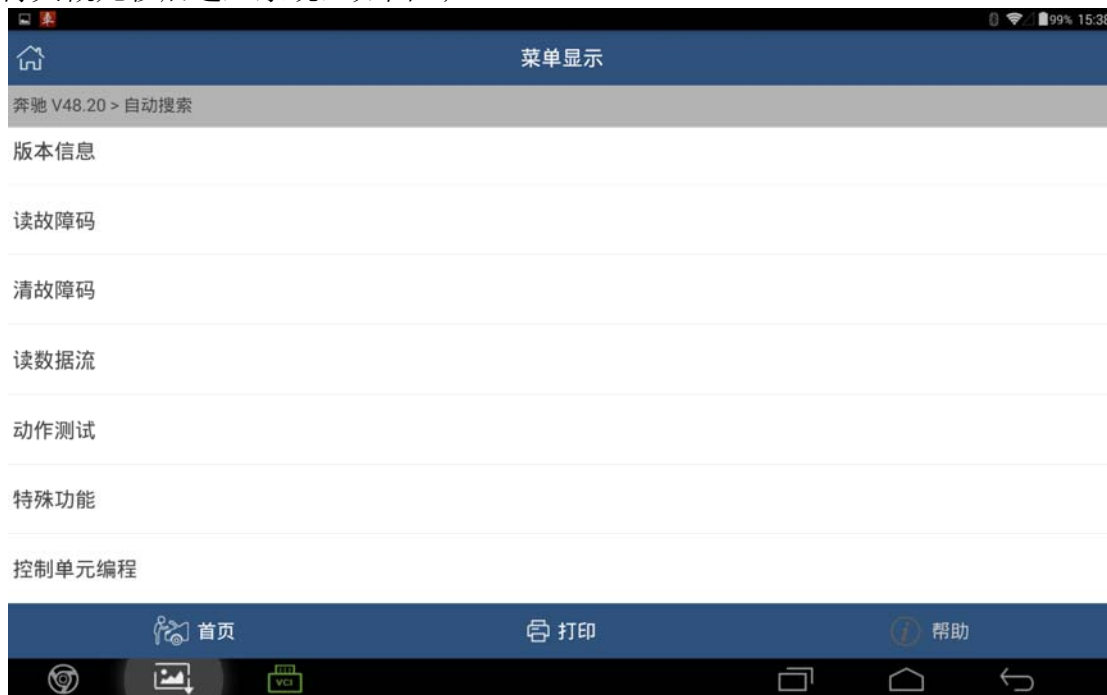 99% 15:38
菜单显示
奔驰 V48.20 > 自动搜索
版本信息
读故障码
清故障码
读数据流
动作测试
特殊功能
控制单元编程
首页 打印 帮助
VCI